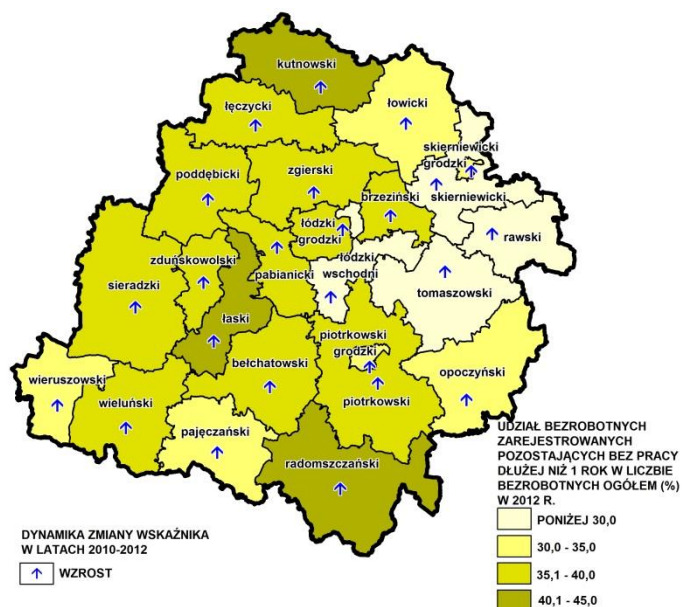 kutnowski
łęczycki
łowicki
skierniewicki
grodzki
skierniewicki
poddębicki
zgierski
brzeziński
łódzki
grodzki
rawski
łódzki
wschodni
zduńskowolski
pabianicki
sieradzki
tomaszowski
łaski
piotrkowski
grodzki
bełchatowski
opoczyński
wieruszowski
wieluński
piotrkowski
pajęczański
radomszczański
UDZIAŁ BEZROBOTNYCH
ZAREJESTROWANYCH
POZOSTAJĄCYCH BEZ PRACY
DŁUŻEJ NIŻ 1 ROK W LICZBIE
BEZROBOTNYCH OGÓŁEM (%)
W 2012 R.
PONIŻEJ 30,0
30,0 - 35,0
35,1 - 40,0
40,1 - 45,0
DYNAMIKA ZMIANY WSKAŹNIKA
W LATACH 2010-2012
WZROST